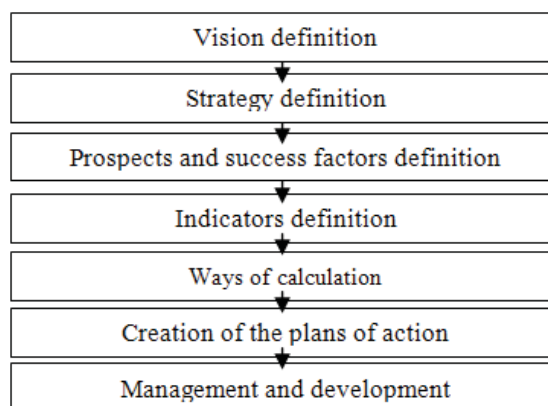 Vision definition
Strategy definition
Prospects and success factors definition
Indicators definition
Ways of calculation
Creation of the plans of action
Management and development